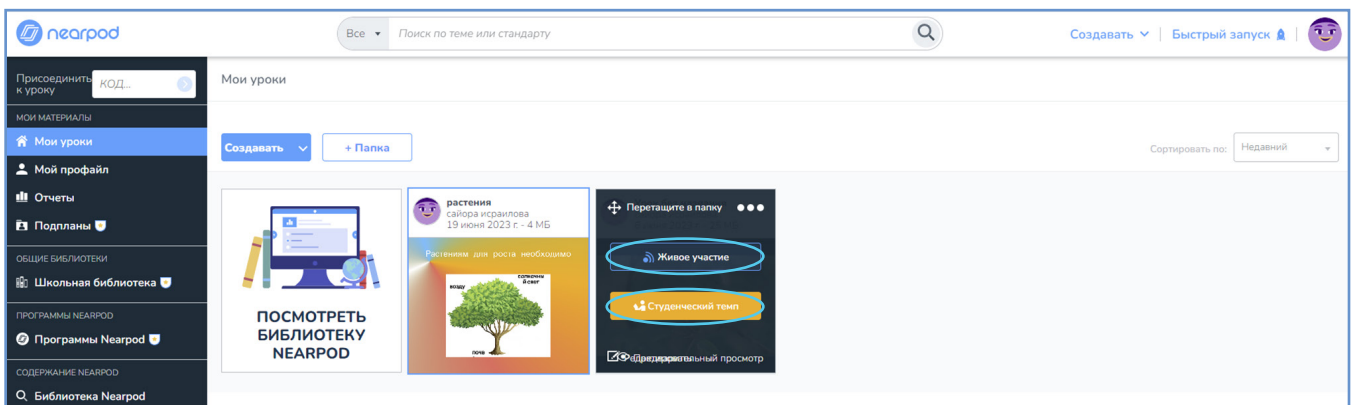 nearpod
Все
Поиск по теме или стандарту
Создавать
Быстрый запуск
Присоединить
к уроку
КОД...
МОИ МАТЕРИАЛЫ
Мои уроки
Мой профайл
Отчеты
Подпланы
ОБЩИЕ БИБЛИОТЕКИ
Школьная библиотека
ПРОГРАММЫ NEARPOD
Программы Nearpod
СОДЕРЖАНИЕ NEARPOD
Библиотека Nearpod
Мои уроки
Создавать
+ Папка
Сортировать по:
Недавний
ПОСМОТРЕТЬ
БИБЛИОТЕКУ
NEARPOD
растения
сайора исраилова
19 июня 2023 г. - 4 МБ
Растениям для роста необходимо
солнечны
й свет
возду
почв
Перетащите в папку
Живое участие
Студенческий темп
просмотр